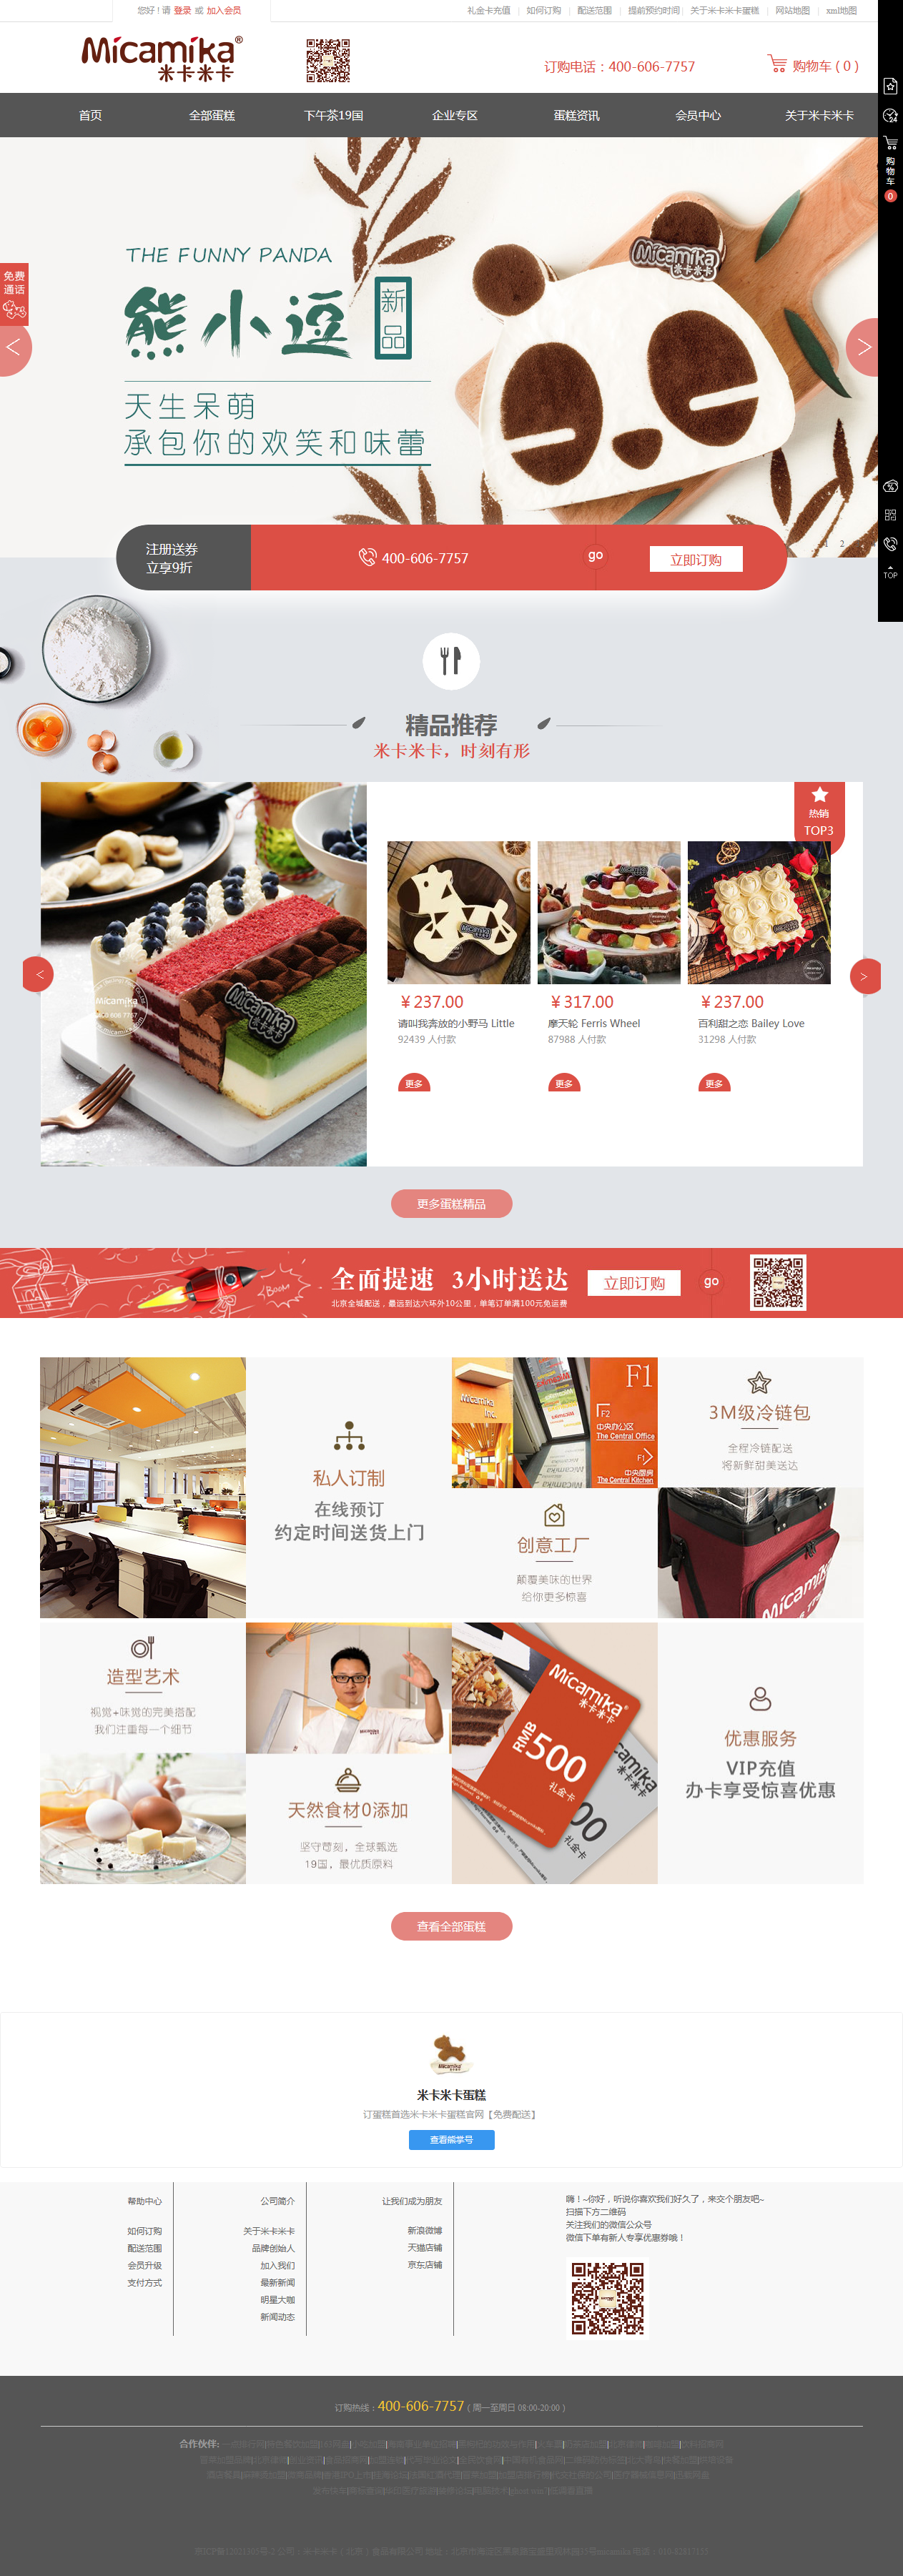 您好 ! 请 登录 或 加入会员
礼金卡充值 如何订购 配送范围 提前预约时间 关于米卡米卡蛋糕 网站地图 xml地图
Micamika®
米卡米卡
订购电话：400-606-7757
购物车 ( 0 )
首页 全部蛋糕 下午茶19国 企业专区 蛋糕资讯 会员中心 关于米卡米卡
24
购物车
0
THE FUNNY PANDA
熊小逗
新品
天生呆萌
承包你的欢笑和味蕾
Micamika
米卡米卡
免费
通话
TOP
1 2
注册送券
立享9折
400-606-7757
go
立即订购
精品推荐
米卡米卡，时刻有形
热销
TOP3
Micamika
¥ 237.00
请叫我奔放的小野马 Little
92439 人付款
更多
¥ 317.00
摩天轮 Ferris Wheel
87988 人付款
更多
¥ 237.00
百利甜之恋 Bailey Love
31298 人付款
更多
更多蛋糕精品
BOOM
全面提速 3小时送达
北京全城配送，最远到达六环外10公里，单笔订单满100元免运费
立即订购
go
私人订制
在线预订
约定时间送货上门
Micamika Inc.
F1
F2
中央办公区
The Central Office
F1
中央厨房
The Central Kitchen
创意工厂
颠覆美味的世界
给你更多惊喜
3M级冷链包
全程冷链配送
将新鲜甜美送达
Micamika
造型艺术
视觉+味觉的完美搭配
我们注重每一个细节
天然食材0添加
坚守苛刻，全球甄选
19国，最优质原料
Micamika®
米卡米卡
RMB 500
礼金卡
优惠服务
VIP充值
办卡享受惊喜优惠
查看全部蛋糕
Micamika
米卡米卡蛋糕
订蛋糕首选米卡米卡蛋糕官网【免费配送】
查看熊掌号
帮助中心
如何订购
配送范围
会员升级
支付方式
公司简介
关于米卡米卡
品牌创始人
加入我们
最新新闻
明星大咖
新闻动态
让我们成为朋友
新浪微博
天猫店铺
京东店铺
嗨！~你好，听说你喜欢我们好久了，来交个朋友吧~
扫描下方二维码
关注我们的微信公众号
微信下单有新人专享优惠券哦！
订购热线：400-606-7757 ( 周一至周日 08:00-20:00 )
合作伙伴: